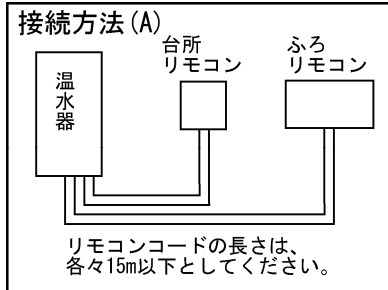 接続方法(A)
台所
リモコン
ふろ
リモコン
温水器
リモコンコードの長さは、
各々15m以下としてください。